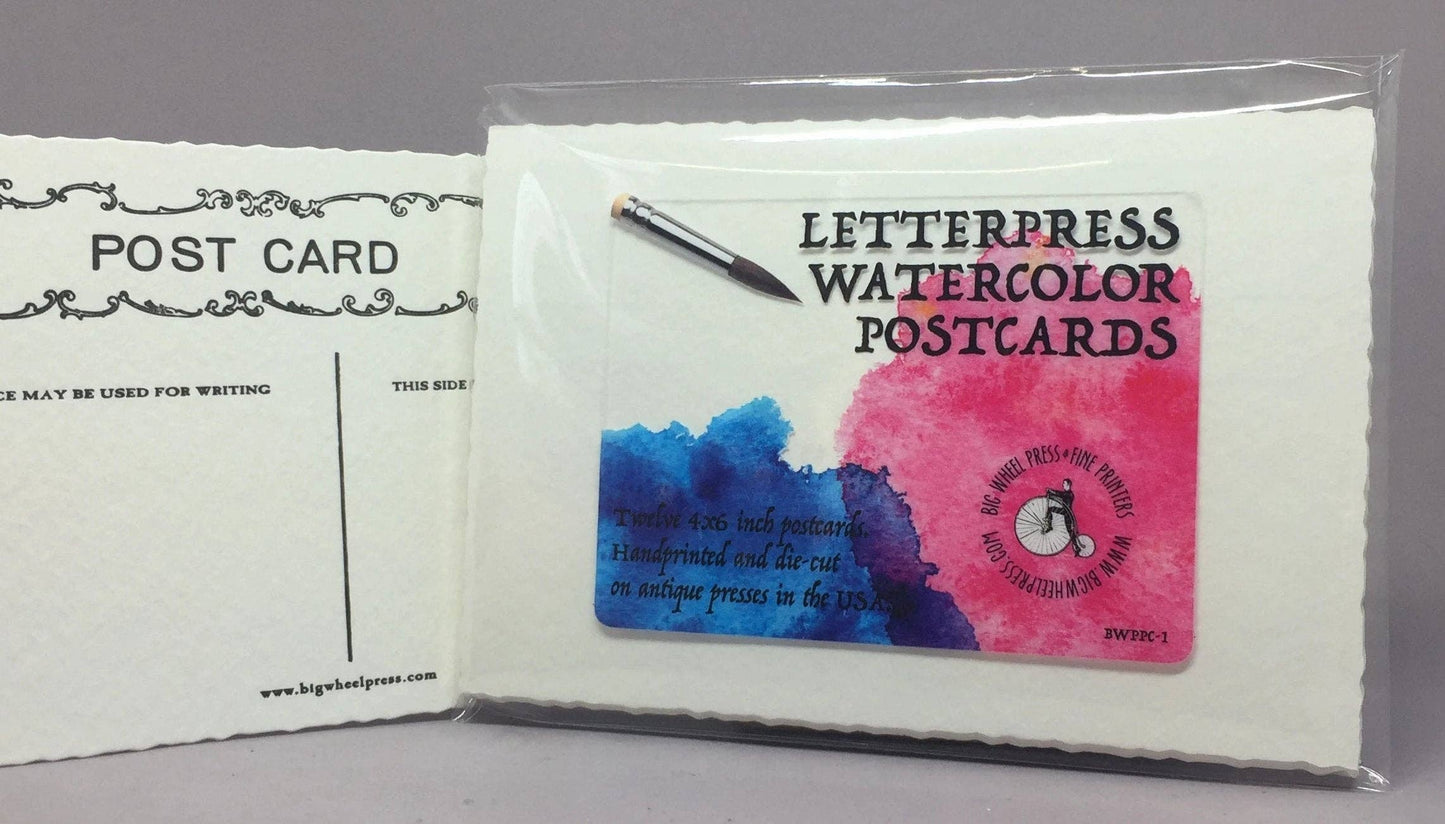 POST CARD
MAY BE USED FOR WRITING
THIS SIDE
www.bigwheelpress.com
LETTERPRESS
WATERCOLOR
POSTCARDS
Twelve 4x6 inch postcards.
Handprinted and die-cut
on antique presses in the USA.
BIG WHEEL PRESS • FINE PRINTERS
WWW.BIGWHEELPRESS.COM
BWPPC-1